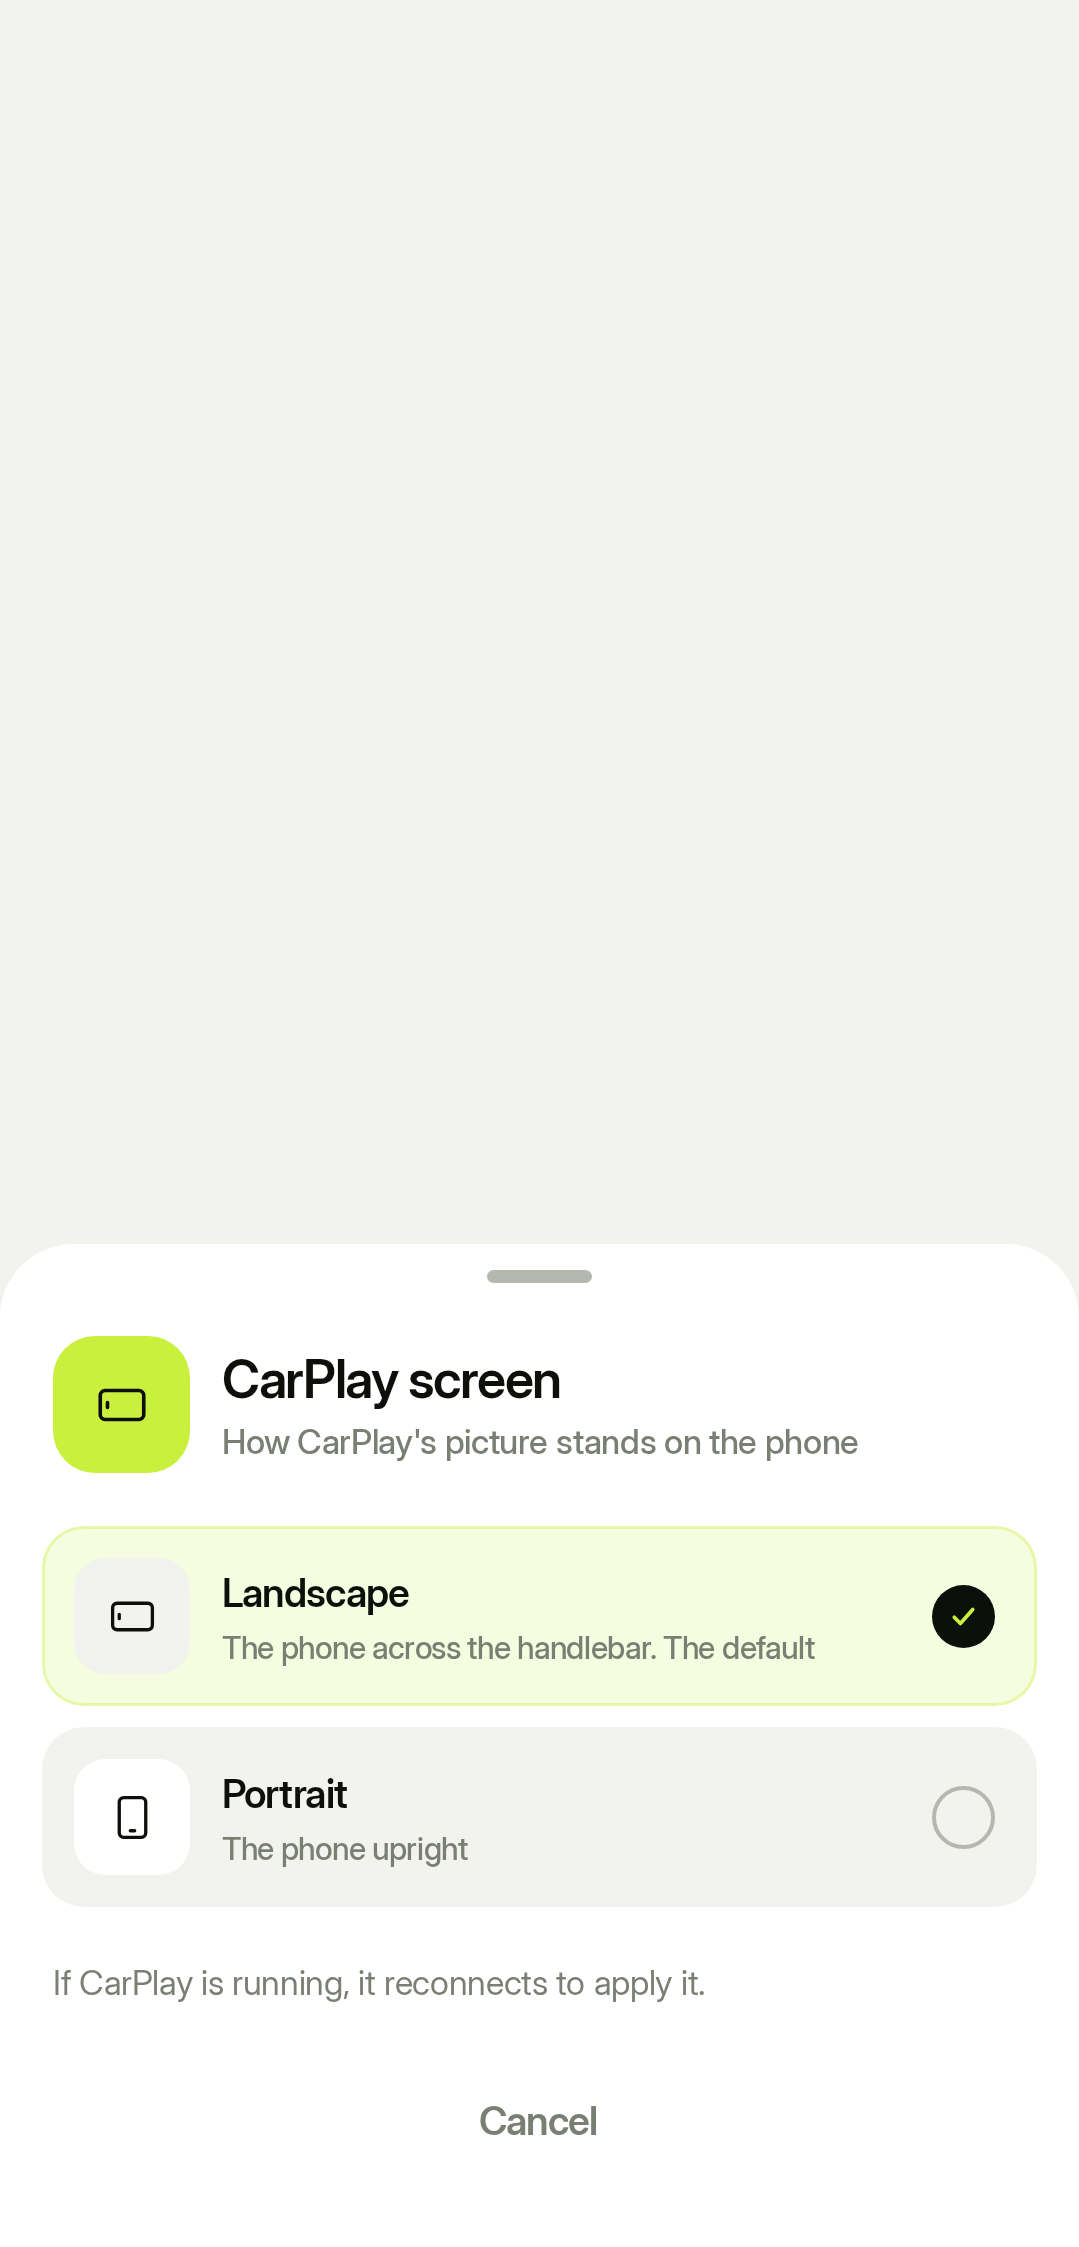 CarPlay screen
How CarPlay's picture stands on the phone
Landscape
The phone across the handlebar. The default
Portrait
The phone upright
If CarPlay is running, it reconnects to apply it.
Cancel